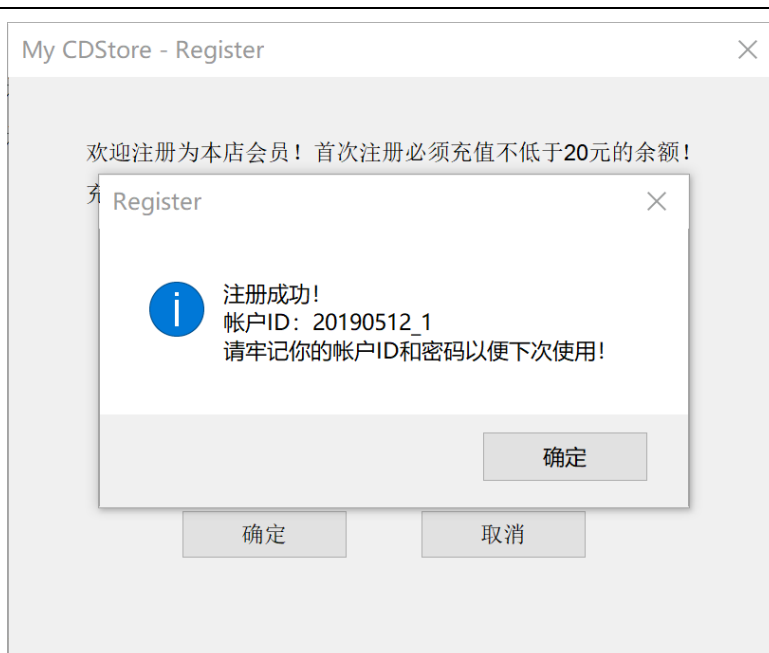 My CDStore - Register
欢迎注册为本店会员！首次注册必须充值不低于20元的余额！
充
Register
注册成功！
帐户ID：20190512_1
请牢记你的帐户ID和密码以便下次使用！
确定
确定
取消